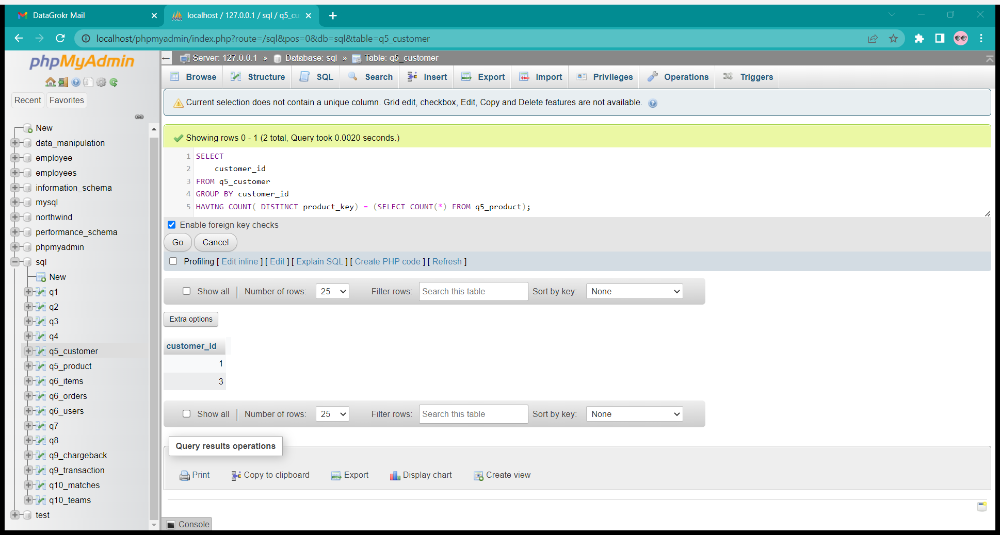 DataGrokr Mail
localhost / 127.0.0.1 / sql / q5_cu
localhost/phpmyadmin/index.php?route=/sql&pos=0&db=sql&table=q5_customer
phpMyAdmin
Recent
Favorites
New
data_manipulation
employee
employees
information_schema
mysql
northwind
performance_schema
phpmyadmin
sql
New
q1
q2
q3
q4
q5_customer
q5_product
q6_items
q6_orders
q6_users
q7
q8
q9_chargeback
q9_transaction
q10_matches
q10_teams
test
Server: 127.0.0.1 » Database: sql » Table: q5_customer
Browse
Structure
SQL
Search
Insert
Export
Import
Privileges
Operations
Triggers
Current selection does not contain a unique column. Grid edit, checkbox, Edit, Copy and Delete features are not available.
Showing rows 0 - 1 (2 total, Query took 0.0020 seconds.)
1 SELECT
2 customer_id
3 FROM q5_customer
4 GROUP BY customer_id
5 HAVING COUNT( DISTINCT product_key) = (SELECT COUNT(*) FROM q5_product);
Enable foreign key checks
Go
Cancel
Profiling [ Edit inline ] [ Edit ] [ Explain SQL ] [ Create PHP code ] [ Refresh ]
Show all | Number of rows: 25 Filter rows: Search this table Sort by key: None
Extra options
customer_id
1
3
Show all | Number of rows: 25 Filter rows: Search this table Sort by key: None
Query results operations
Print
Copy to clipboard
Export
Display chart
Create view
Console